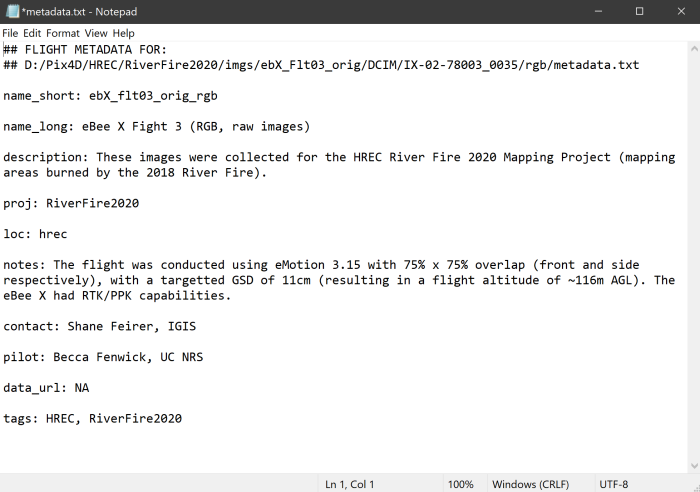 *metadata.txt - Notepad
File Edit Format View Help
## FLIGHT METADATA FOR:
## D:/Pix4D/HREC/RiverFire2020/imgs/ebX_Flt03_orig/DCIM/IX-02-78003_0035/rgb/metadata.txt
name_short: ebX_flt03_orig_rgb
name_long: eBee X Fight 3 (RGB, raw images)
description: These images were collected for the HREC River Fire 2020 Mapping Project (mapping
areas burned by the 2018 River Fire).
proj: RiverFire2020
loc: hrec
notes: The flight was conducted using eMotion 3.15 with 75% x 75% overlap (front and side
respectively), with a targetted GSD of 11cm (resulting in a flight altitude of ~116m AGL). The
eBee X had RTK/PPK capabilities.
contact: Shane Feirer, IGIS
pilot: Becca Fenwick, UC NRS
data_url: NA
tags: HREC, RiverFire2020
Ln 1, Col 1 100% Windows (CRLF) UTF-8